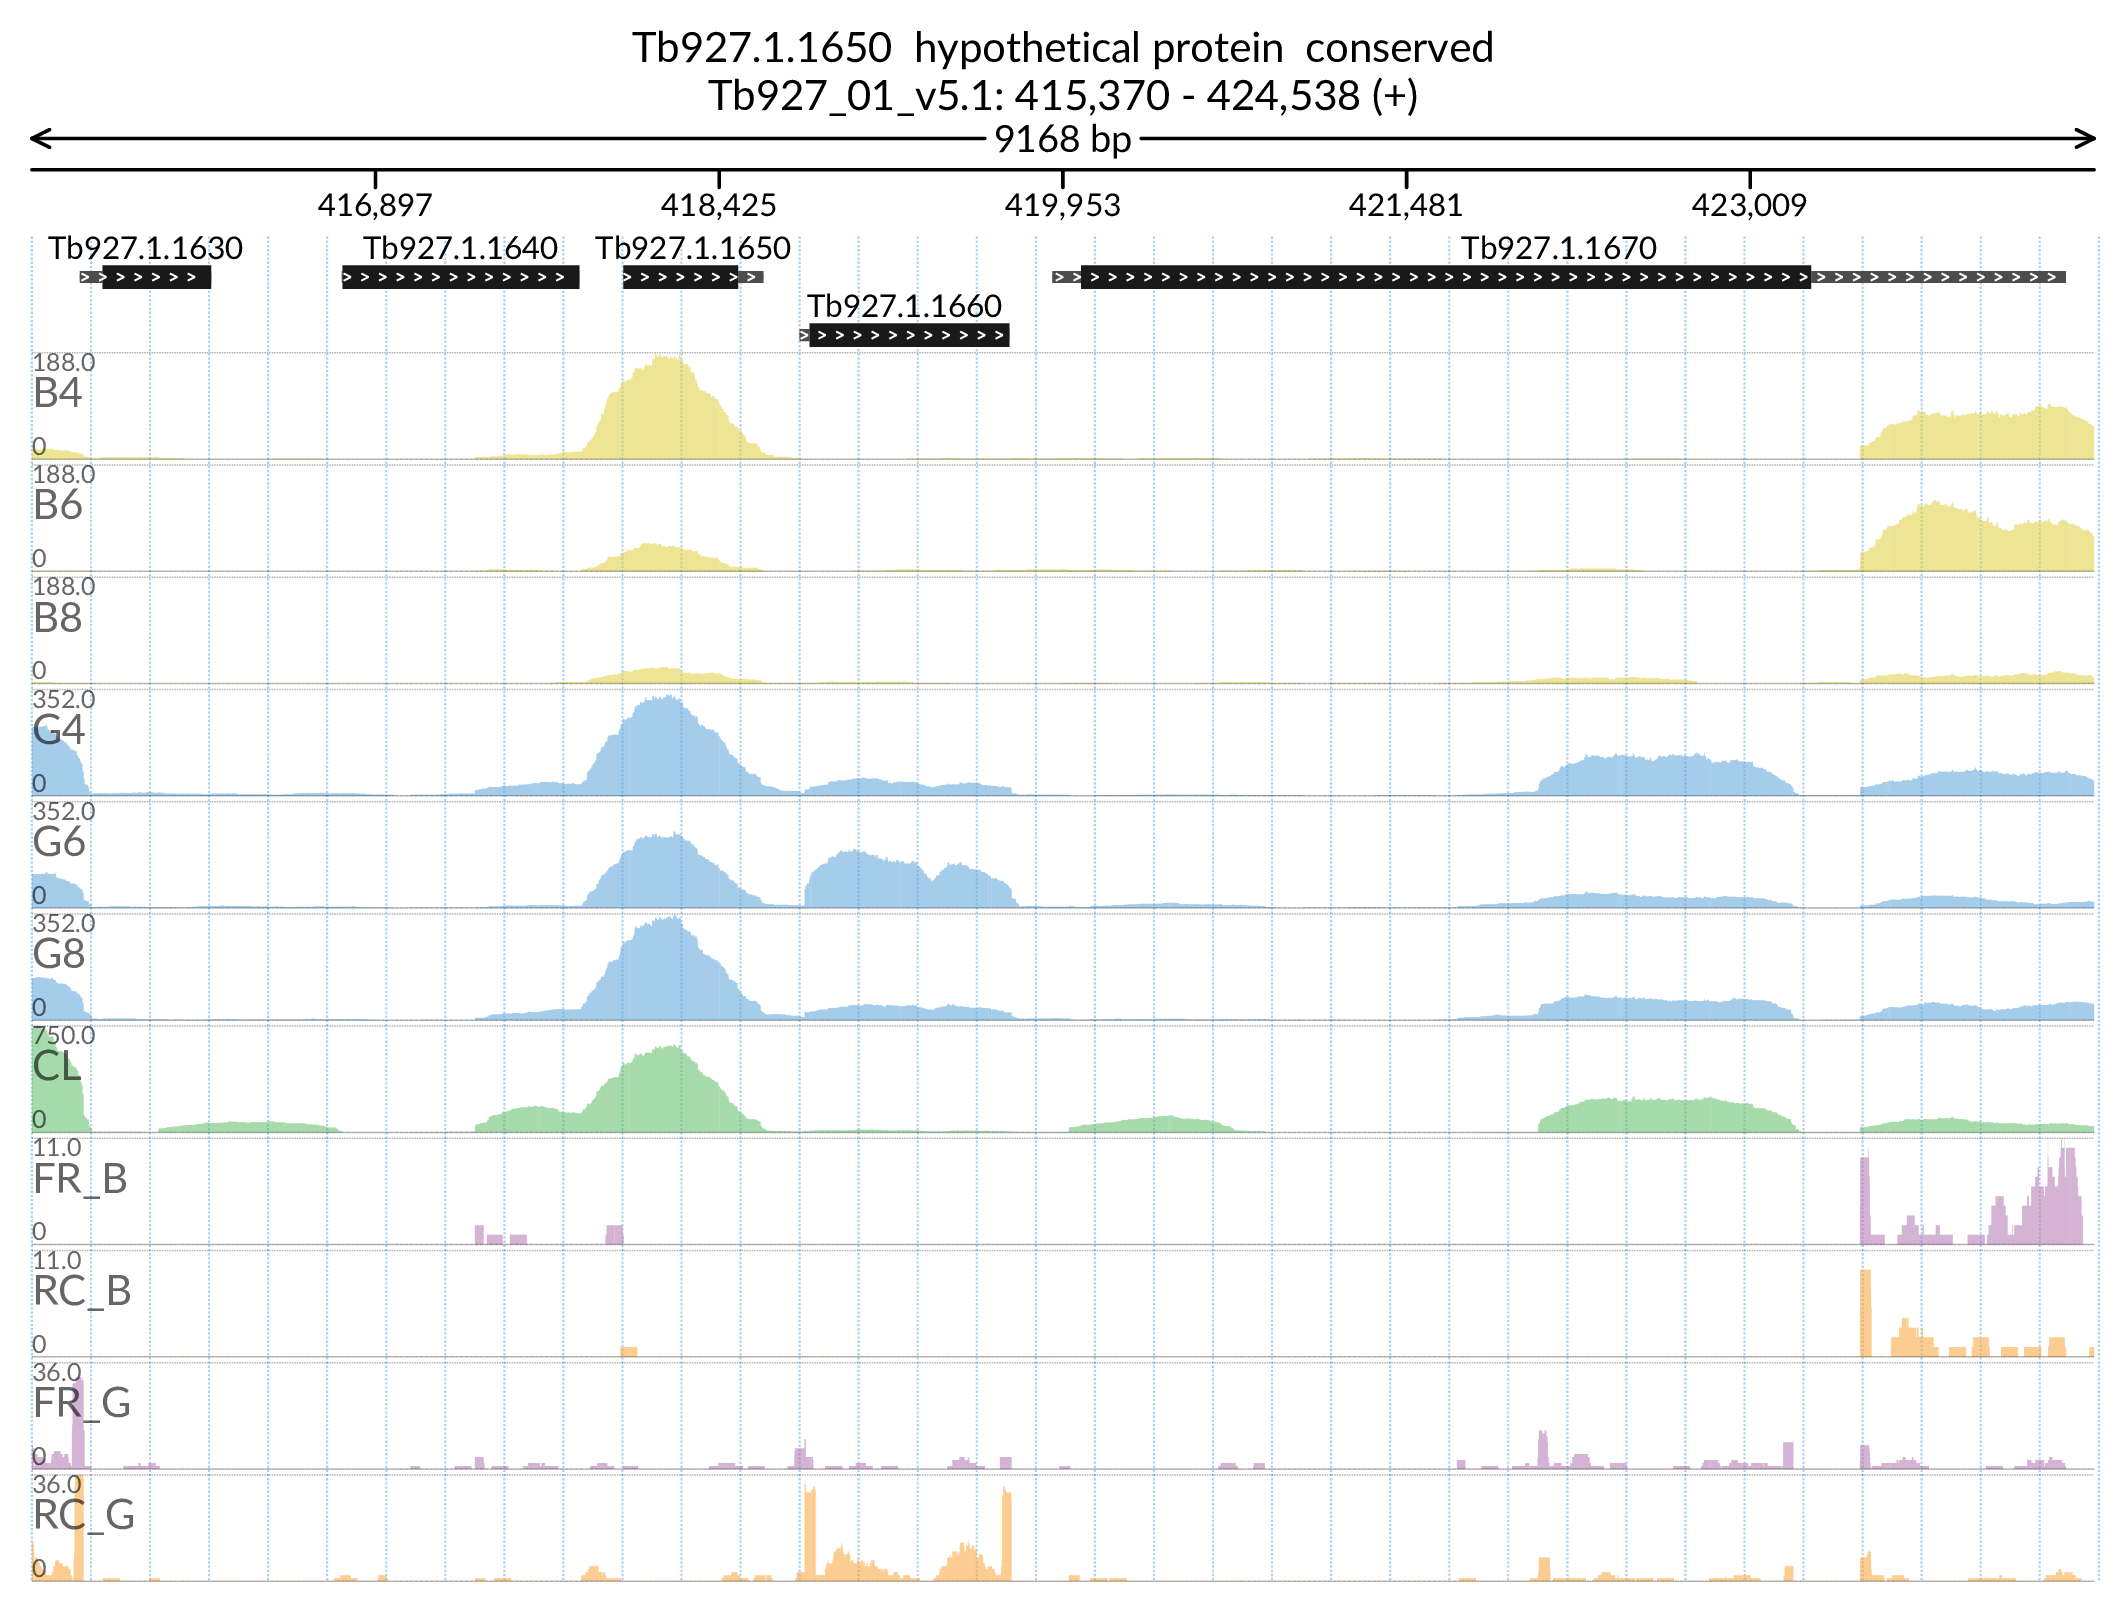 Tb927.1.1650 hypothetical protein conserved
Tb927_01_v5.1: 415,370 - 424,538 (+)
9168 bp
416,897 418,425 419,953 421,481 423,009
Tb927.1.1630 Tb927.1.1640 Tb927.1.1650 Tb927.1.1670
Tb927.1.1660
188.0
B4
0
188.0
B6
0
188.0
B8
0
352.0
G4
0
352.0
G6
0
352.0
G8
0
750.0
CL
0
11.0
FR_B
0
11.0
RC_B
0
36.0
FR_G
0
36.0
RC_G
0